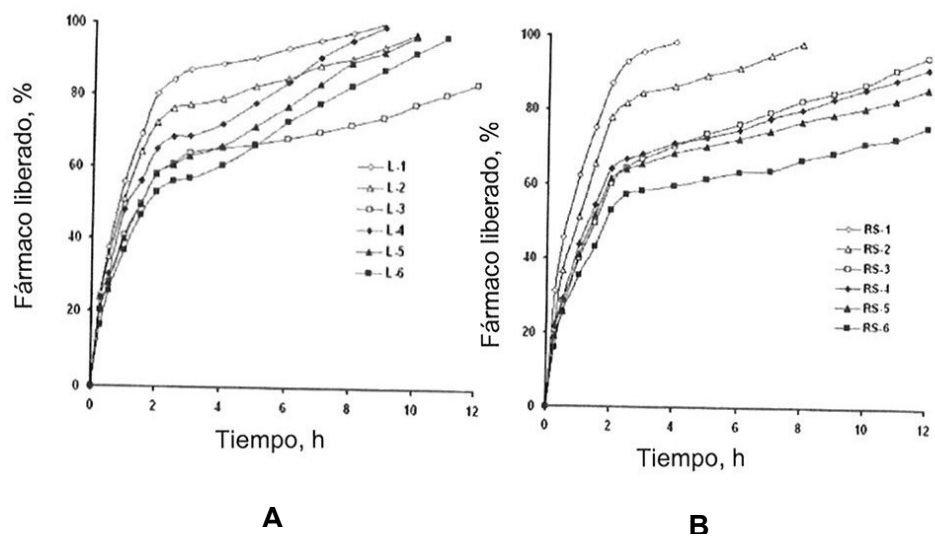 Fármaco liberado, %
100
80
60
40
20
0
0 2 4 6 8 10 12
Tiempo, h
L-1
L-2
L-3
L-4
L-5
L-6
A
Fármaco liberado, %
100
80
60
40
20
0
0 2 4 6 8 10 12
Tiempo, h
RS-1
RS-2
RS-3
RS-4
RS-5
RS-6
B